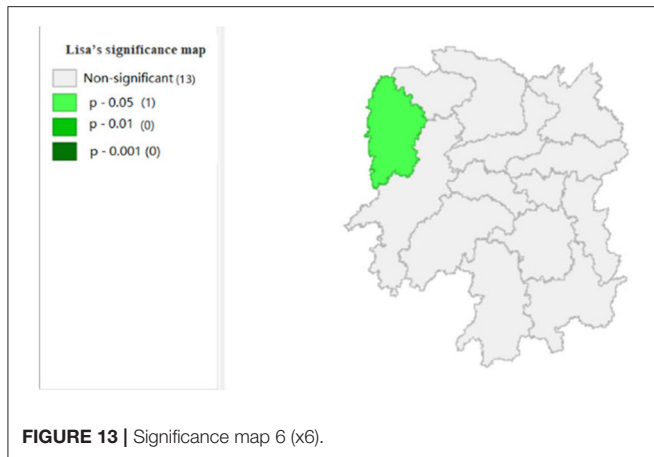 Lisa's significance map
Non-significant (13)
p - 0.05 (1)
p - 0.01 (0)
p - 0.001 (0)
FIGURE 13 | Significance map 6 (x6).